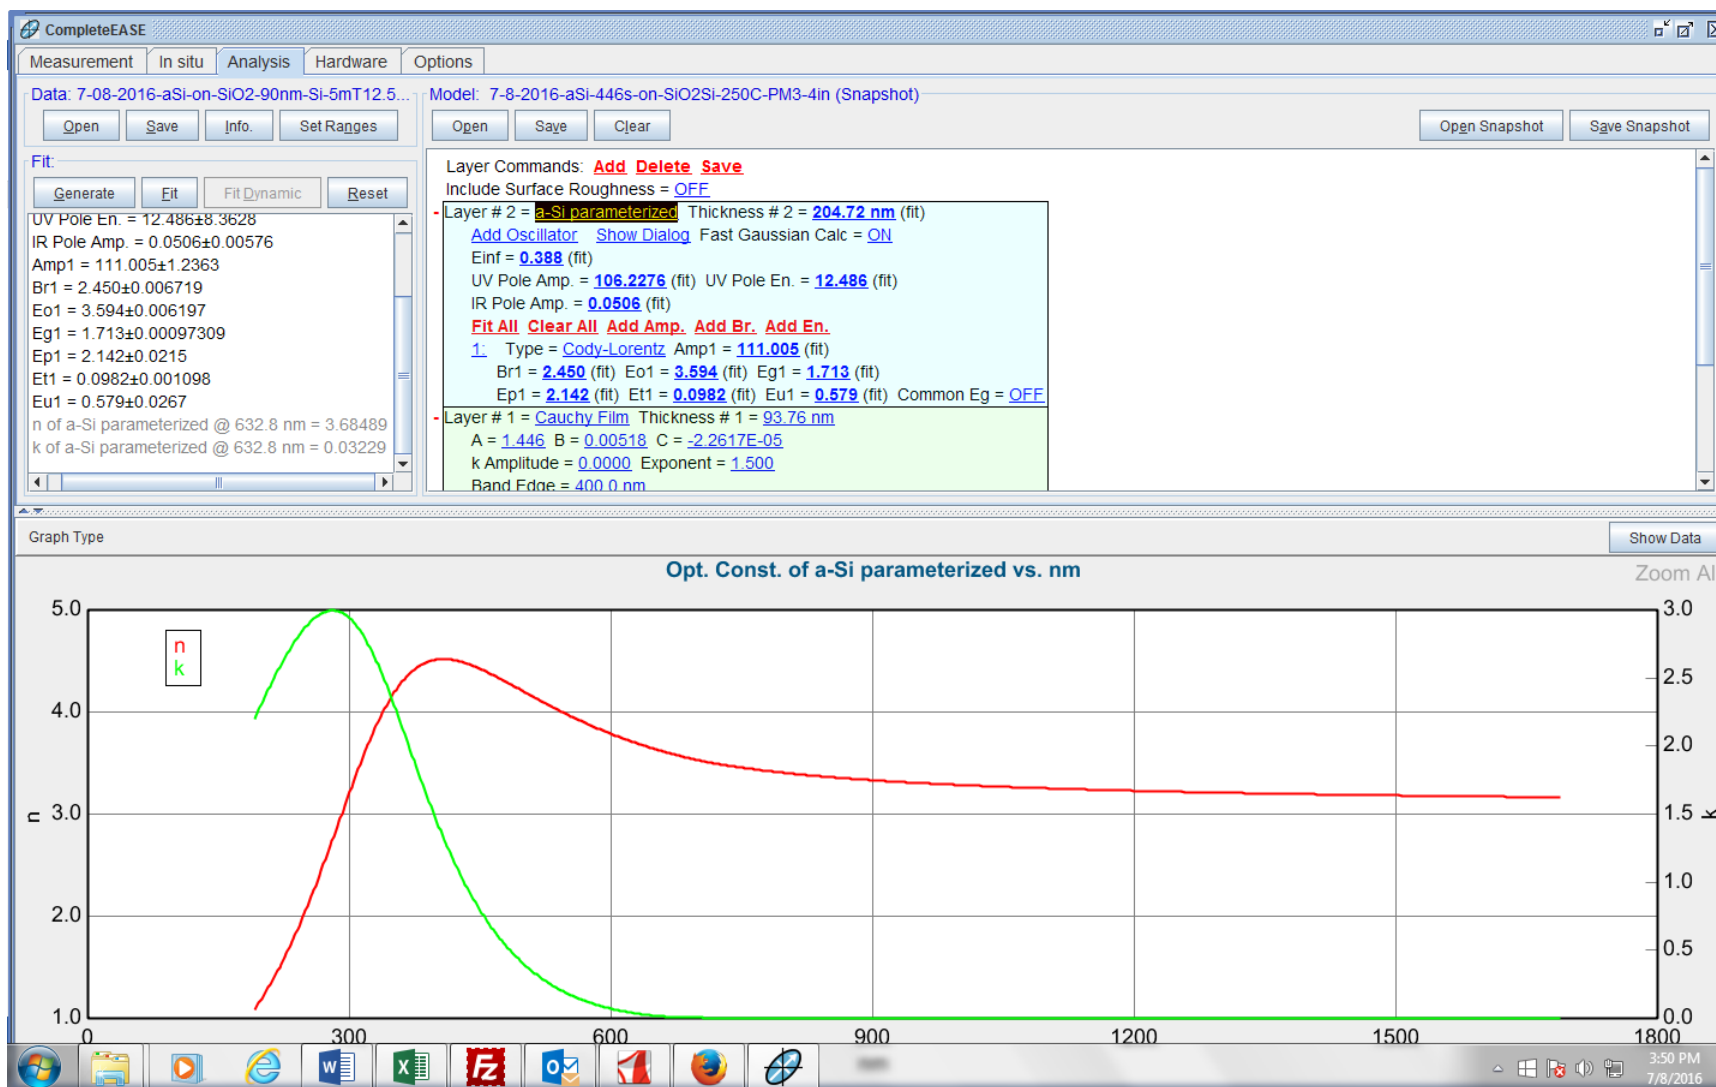 CompleteEASE
Measurement In situ Analysis Hardware Options
Data: 7-08-2016-aSi-on-SiO2-90nm-Si-5mT12.5...
Open Save Info. Set Ranges
Model: 7-8-2016-aSi-446s-on-SiO2Si-250C-PM3-4in (Snapshot)
Open Save Clear Open Snapshot Save Snapshot
Fit:
Generate Fit Fit Dynamic Reset
UV Pole En. = 12.486±8.3628
IR Pole Amp. = 0.0506±0.00576
Amp1 = 111.005±1.2363
Br1 = 2.450±0.006719
Eo1 = 3.594±0.006197
Eg1 = 1.713±0.00097309
Ep1 = 2.142±0.0215
Et1 = 0.0982±0.001098
Eu1 = 0.579±0.0267
n of a-Si parameterized @ 632.8 nm = 3.68489
k of a-Si parameterized @ 632.8 nm = 0.03229
Layer Commands: Add Delete Save
Include Surface Roughness = OFF
- Layer # 2 = a-Si parameterized Thickness # 2 = 204.72 nm (fit)
Add Oscillator Show Dialog Fast Gaussian Calc = ON
Einf = 0.388 (fit)
UV Pole Amp. = 106.2276 (fit) UV Pole En. = 12.486 (fit)
IR Pole Amp. = 0.0506 (fit)
Fit All Clear All Add Amp. Add Br. Add En.
1: Type = Cody-Lorentz Amp1 = 111.005 (fit)
Br1 = 2.450 (fit) Eo1 = 3.594 (fit) Eg1 = 1.713 (fit)
Ep1 = 2.142 (fit) Et1 = 0.0982 (fit) Eu1 = 0.579 (fit) Common Eg = OFF
- Layer # 1 = Cauchy Film Thickness # 1 = 93.76 nm
A = 1.446 B = 0.00518 C = -2.2617E-05
k Amplitude = 0.0000 Exponent = 1.500
Band Edge = 400.0 nm
Graph Type
Show Data
Opt. Const. of a-Si parameterized vs. nm
Zoom Al
n
k
5.0
4.0
3.0
2.0
1.0
n
3.0
2.5
2.0
1.5
1.0
0.5
0.0
k
0 300 600 900 1200 1500 1800
3:50 PM
7/8/2016